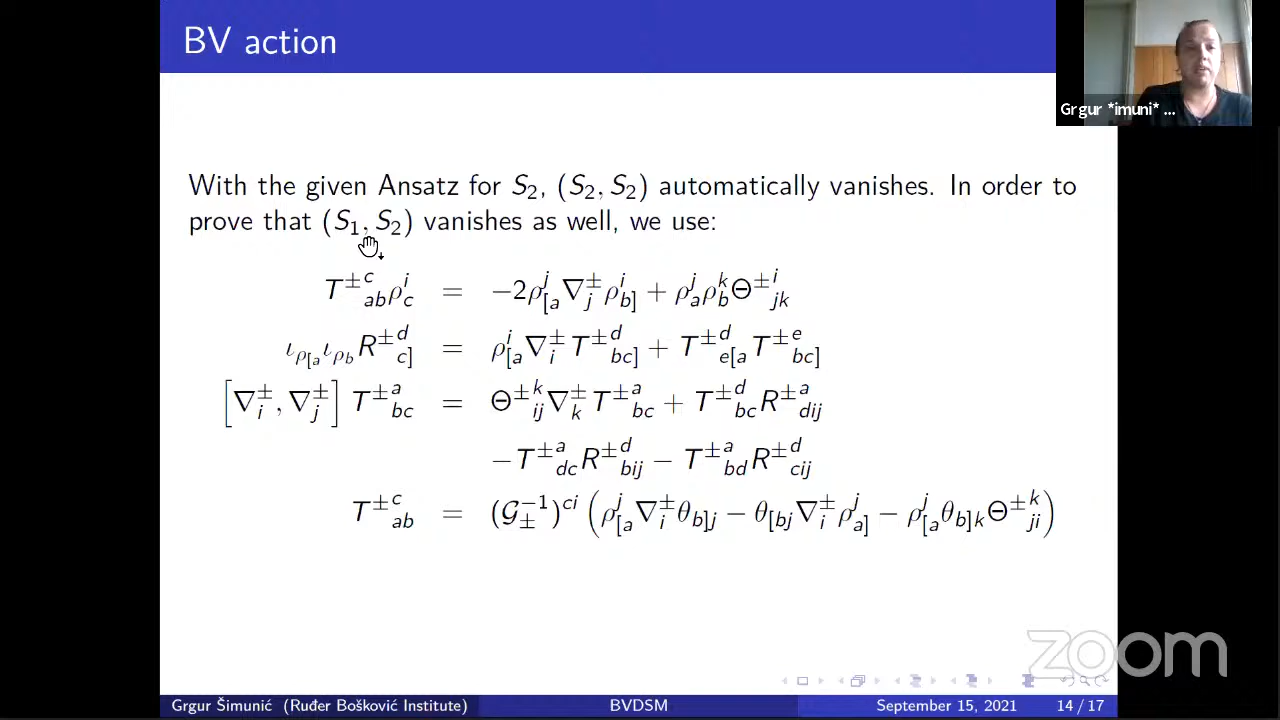 BV action
Grgur *imuni* ...
With the given Ansatz for S₂, (S₂, S₂) automatically vanishes. In order to
prove that (S₁, S₂) vanishes as well, we use:
T^{±c}_{ab} ρ^i_c = −2ρ^j_{[a} ∇^±_j ρ^i_{b]} + ρ^j_a ρ^k_b Θ^{±i}_{jk}
ι_{ρ_{[a}} ι_{ρ_b} R^{±d}_{c]} = ρ^i_{[a} ∇^±_i T^{±d}_{bc]} + T^{±d}_{e[a} T^{±e}_{bc]}
[∇^±_i, ∇^±_j] T^{±a}_{bc} = Θ^{±k}_{ij} ∇^±_k T^{±a}_{bc} + T^{±d}_{bc} R^{±a}_{dij}
−T^{±a}_{dc} R^{±d}_{bij} − T^{±a}_{bd} R^{±d}_{cij}
T^{±c}_{ab} = (𝒢^{−1}_±)^{ci} (ρ^j_{[a} ∇^±_i θ_{b]j} − θ_{[bj} ∇^±_i ρ^j_{a]} − ρ^j_{[a} θ_{b]k} Θ^{±k}_{ji})
zoom
Grgur Šimunić (Ruđer Bošković Institute) BVDSM September 15, 2021 14 / 17